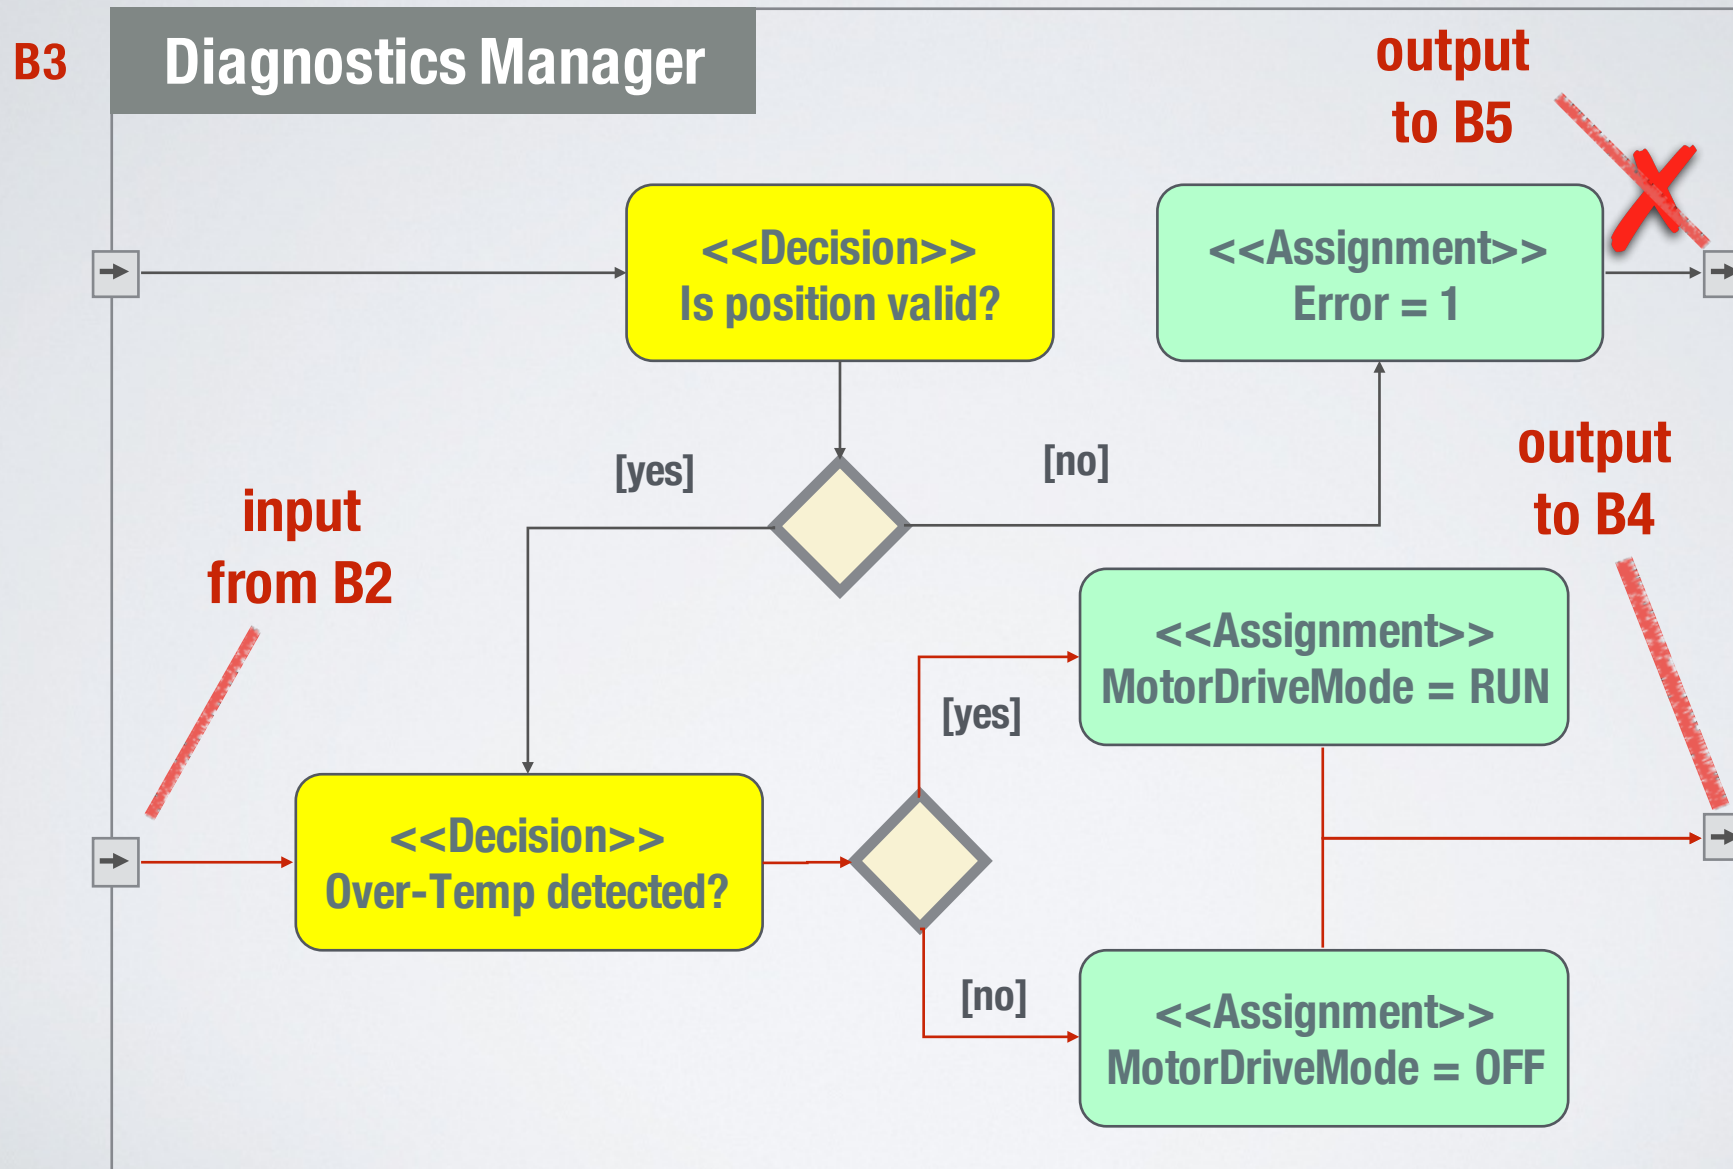 B3
Diagnostics Manager
output
to B5
<<Decision>>
Is position valid?
<<Assignment>>
Error = 1
[yes]
[no]
input
from B2
output
to B4
<<Assignment>>
MotorDriveMode = RUN
[yes]
<<Decision>>
Over-Temp detected?
[no]
<<Assignment>>
MotorDriveMode = OFF